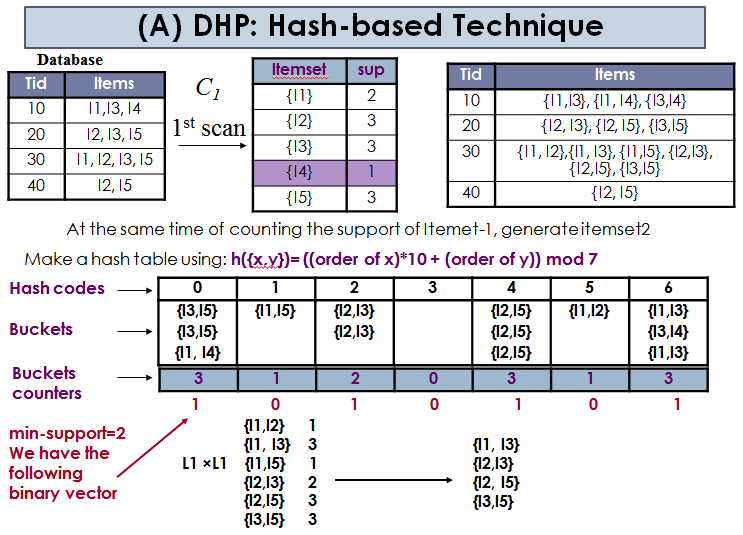 (A) DHP: Hash-based Technique
Database
Tid Items
10 I1,I3, I4
20 I2, I3, I5
30 I1, I2, I3, I5
40 I2, I5
C1
1st scan
Itemset sup
{I1} 2
{I2} 3
{I3} 3
{I4} 1
{I5} 3
Tid Items
10 {I1,I3}, {I1, I4}, {I3,I4}
20 {I2, I3}, {I2, I5}, {I3,I5}
30 {I1, I2},{I1, I3}, {I1,I5}, {I2,I3},
{I2,I5}, {I3,I5}
40 {I2, I5}
At the same time of counting the support of Itemet-1, generate itemset2
Make a hash table using: h({x,y})= ((order of x)*10 + (order of y)) mod 7
Hash codes 0 1 2 3 4 5 6
Buckets
{I3,I5} {I1,I5} {I2,I3} {I2,I5} {I1,I2} {I1,I3}
{I3,I5} {I2,I3} {I2,I5} {I3,I4}
{I1, I4} {I2,I5} {I1,I3}
Buckets
counters
3 1 2 0 3 1 3
1 0 1 0 1 0 1
min-support=2
We have the
following
binary vector
L1 ×L1
{I1,I2} 1
{I1, I3} 3
{I1,I5} 1
{I2,I3} 2
{I2,I5} 3
{I3,I5} 3
{I1, I3}
{I2,I3}
{I2, I5}
{I3,I5}